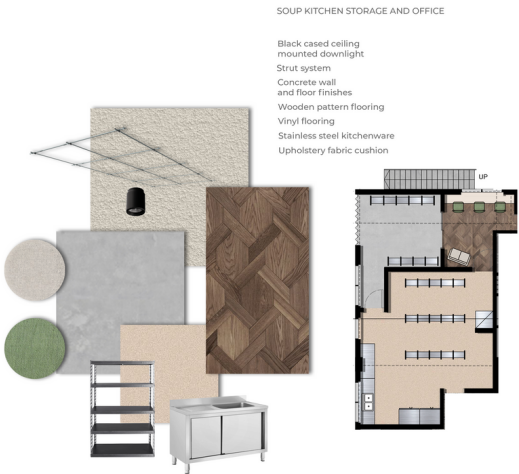 SOUP KITCHEN STORAGE AND OFFICE
Black cased ceiling
mounted downlight
Strut system
Concrete wall
and floor finishes
Wooden pattern flooring
Vinyl flooring
Stainless steel kitchenware
Upholstery fabric cushion
UP